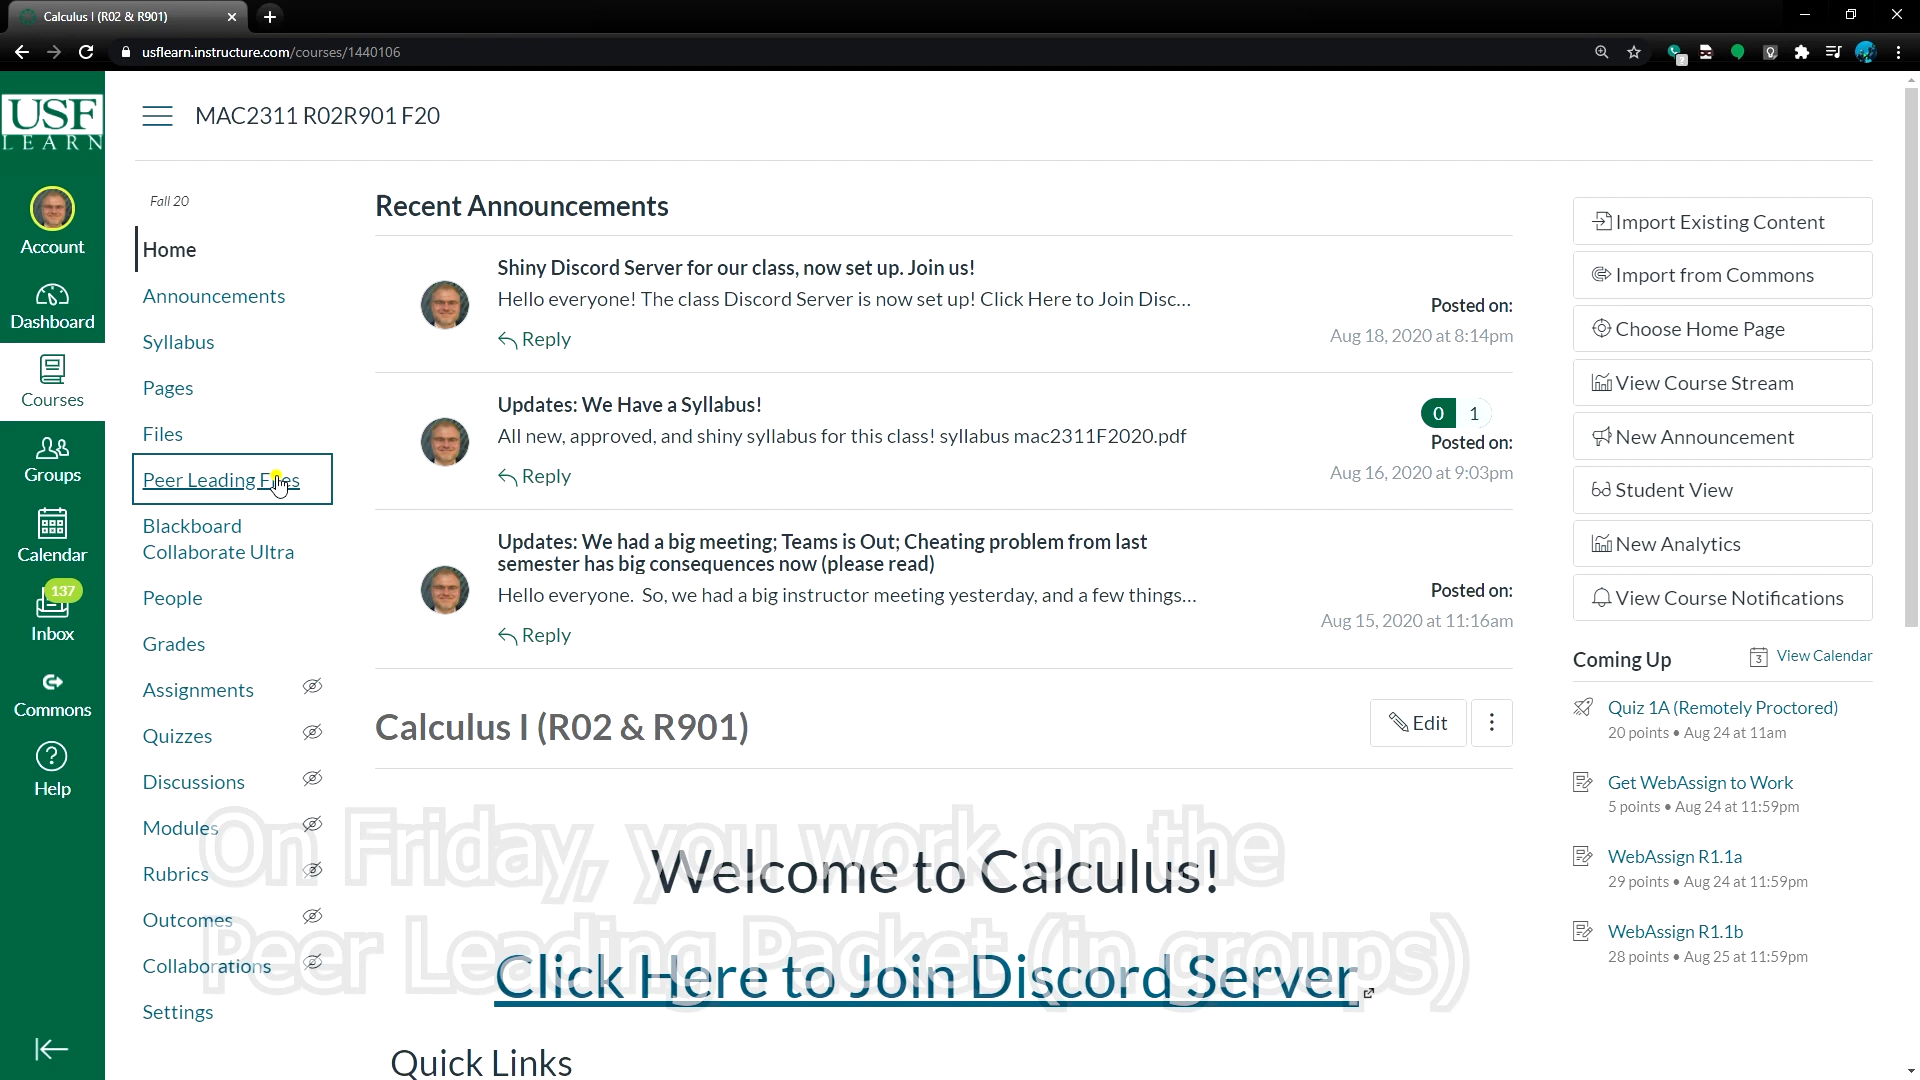 Calculus I (R02 & R901)
usflearn.instructure.com/courses/1440106
USF
LEARN
MAC2311 R02R901 F20
Account
Dashboard
Courses
Groups
Calendar
137
Inbox
Commons
Help
Fall 20
Home
Announcements
Syllabus
Pages
Files
Peer Leading Files
Blackboard
Collaborate Ultra
People
Grades
Assignments
Quizzes
Discussions
Modules
Rubrics
Outcomes
Collaborations
Settings
Recent Announcements
Shiny Discord Server for our class, now set up. Join us!
Hello everyone! The class Discord Server is now set up! Click Here to Join Disc...
Reply
Posted on:
Aug 18, 2020 at 8:14pm
Updates: We Have a Syllabus!
All new, approved, and shiny syllabus for this class! syllabus mac2311F2020.pdf
Reply
0 1
Posted on:
Aug 16, 2020 at 9:03pm
Updates: We had a big meeting; Teams is Out; Cheating problem from last
semester has big consequences now (please read)
Hello everyone. So, we had a big instructor meeting yesterday, and a few things...
Reply
Posted on:
Aug 15, 2020 at 11:16am
Calculus I (R02 & R901)
Edit
On Friday, you work on the
Peer Leading Packet (in groups)
Welcome to Calculus!
Click Here to Join Discord Server
Quick Links
Import Existing Content
Import from Commons
Choose Home Page
View Course Stream
New Announcement
Student View
New Analytics
View Course Notifications
Coming Up
3 View Calendar
Quiz 1A (Remotely Proctored)
20 points • Aug 24 at 11am
Get WebAssign to Work
5 points • Aug 24 at 11:59pm
WebAssign R1.1a
29 points • Aug 24 at 11:59pm
WebAssign R1.1b
28 points • Aug 25 at 11:59pm